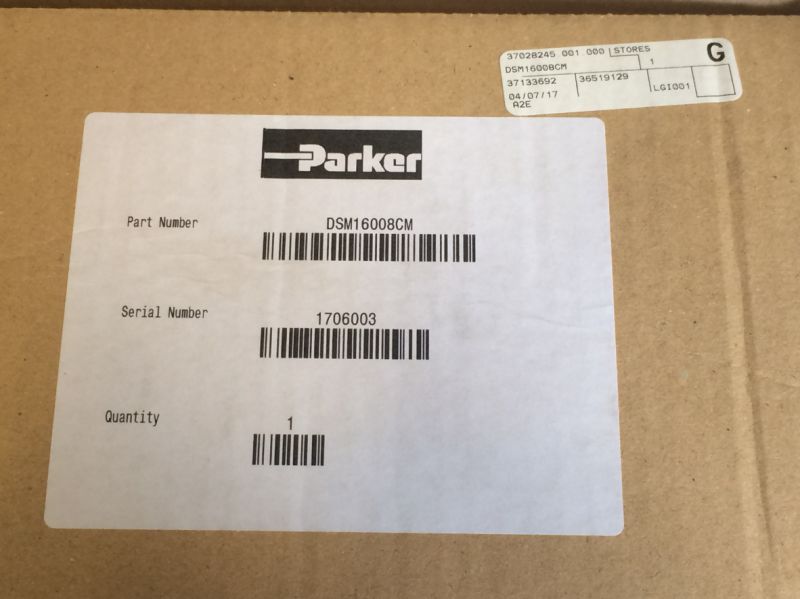 37028245 001 000 STORES G
DSM16008CM 1
37133692 36519129 LGI001
04/07/17
A2E
Parker
Part Number DSM16008CM
Serial Number 1706003
Quantity 1